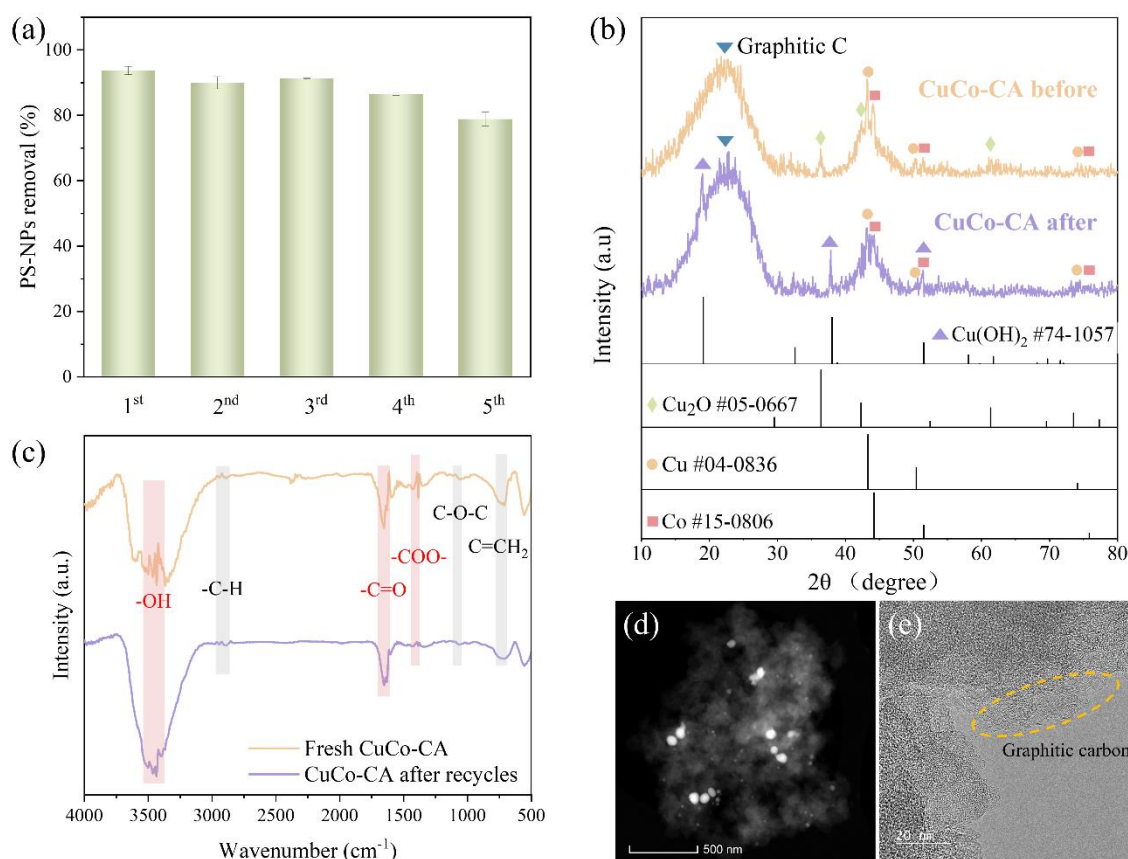 (a)
PS-NPs removal (%)
100
80
60
40
20
0
1st
2nd
3rd
4th
5th
(b)
Graphitic C
CuCo-CA before
CuCo-CA after
Intensity (a.u)
Cu(OH)2 #74-1057
Cu2O #05-0667
Cu #04-0836
Co #15-0806
10
20
30
40
50
60
70
80
2θ （degree）
(c)
Intensity (a.u.)
-OH
-C-H
-C=O
-COO-
C-O-C
C=CH2
Fresh CuCo-CA
CuCo-CA after recycles
4000
3500
3000
2500
2000
1500
1000
500
Wavenumber (cm-1)
(d)
500 nm
(e)
Graphitic carbon
20 nm